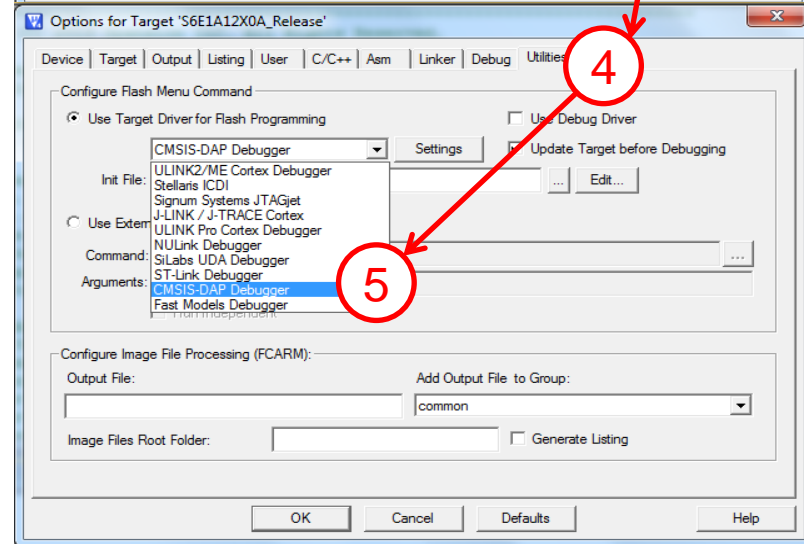 Options for Target 'S6E1A12X0A_Release'
Device Target Output Listing User C/C++ Asm Linker Debug Utilities
4
Configure Flash Menu Command
Use Target Driver for Flash Programming
Use Debug Driver
CMSIS-DAP Debugger Settings Update Target before Debugging
ULINK2/ME Cortex Debugger
Init File: ... Edit...
Stellaris ICDI
Signum Systems JTAGjet
J-LINK / J-TRACE Cortex
Use Extern
ULINK Pro Cortex Debugger
NULink Debugger
Command: ...
SiLabs UDA Debugger
ST-Link Debugger
Arguments:
CMSIS-DAP Debugger
5
Fast Models Debugger
Run Independent
Configure Image File Processing (FCARM):
Output File: Add Output File to Group:
common
Image Files Root Folder: Generate Listing
OK Cancel Defaults Help